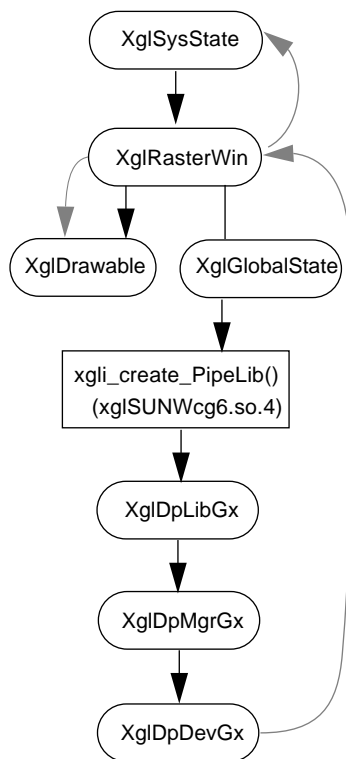 XglSysState
XglRasterWin
XglDrawable
XglGlobalState
xgli_create_PipeLib()
(xglSUNWcg6.so.4)
XglDpLibGx
XglDpMgrGx
XglDpDevGx